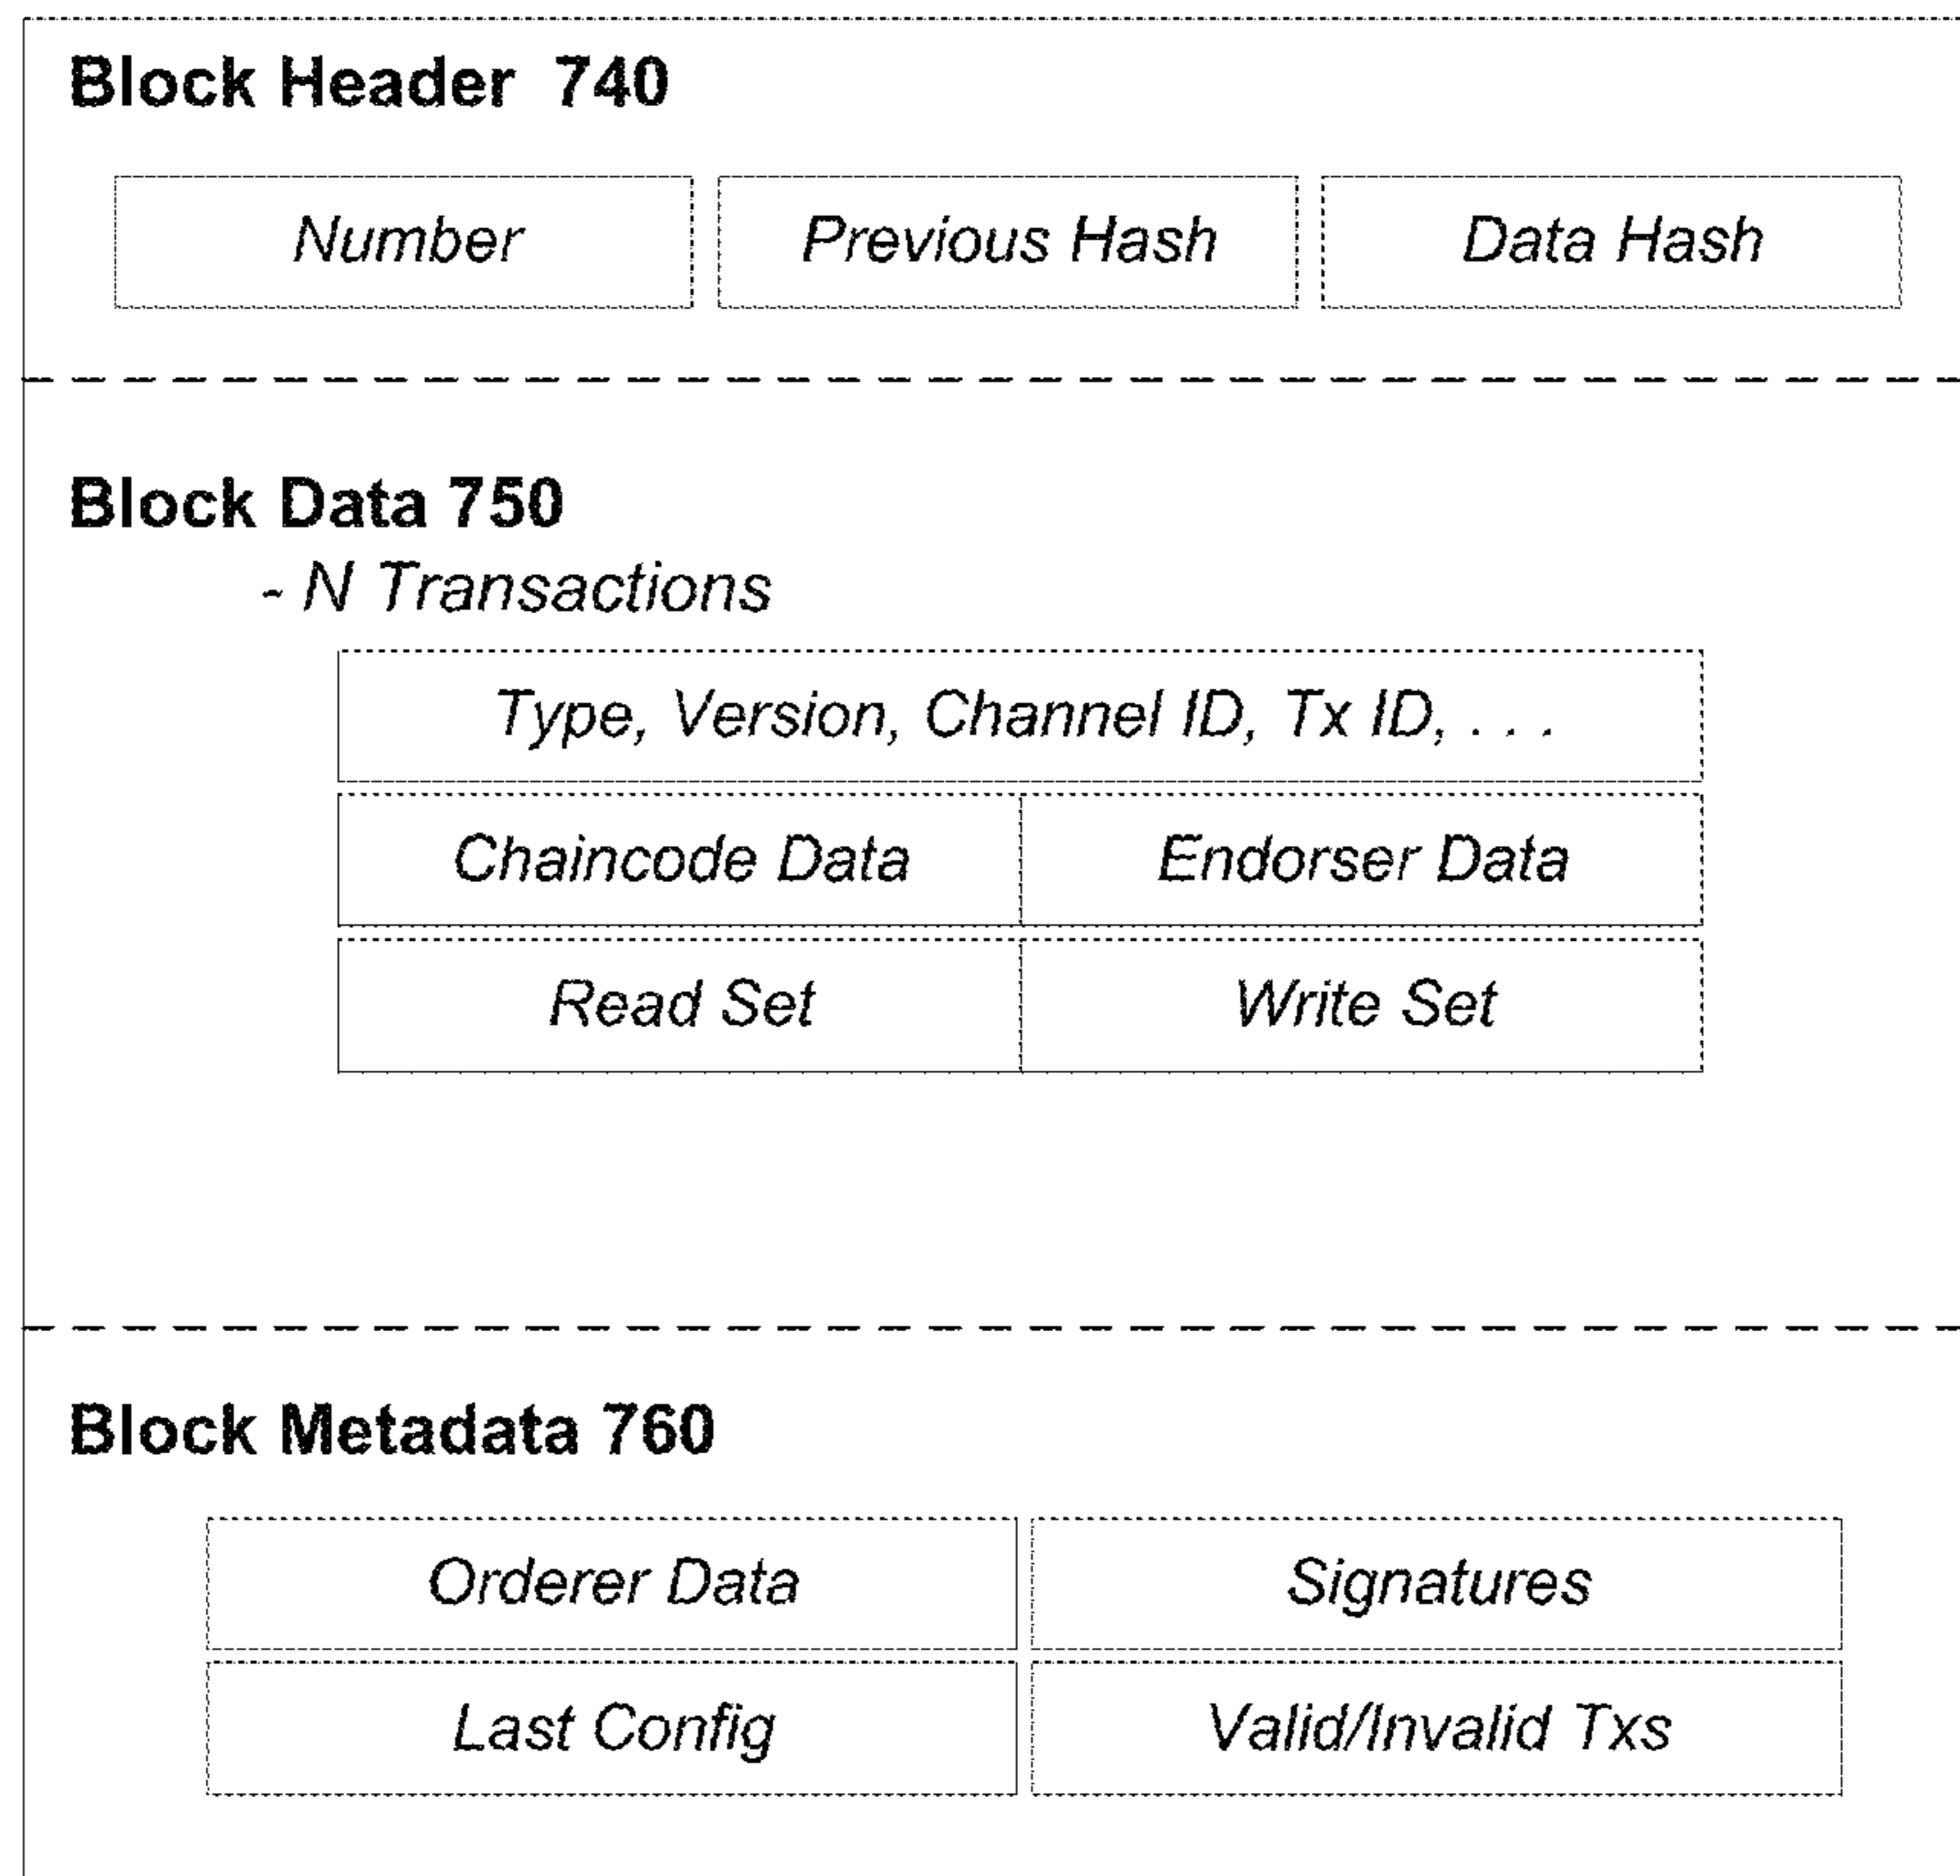 Block Header 740
Number Previous Hash Data Hash
Block Data 750
- N Transactions
Type, Version, Channel ID, Tx ID, . . .
Chaincode Data Endorser Data
Read Set Write Set
Block Metadata 760
Orderer Data Signatures
Last Config Valid/Invalid Txs